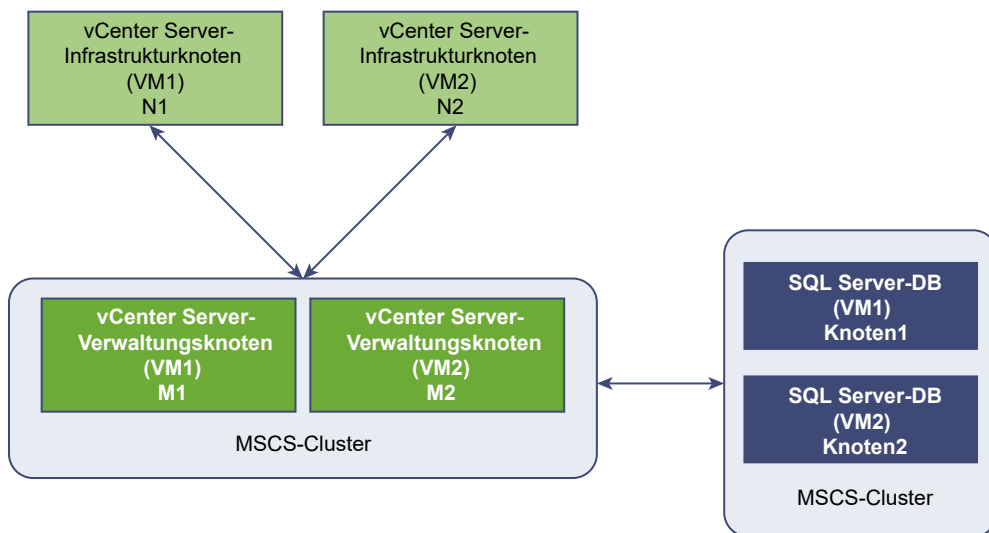 vCenter Server-
Infrastrukturknoten
(VM1)
N1
vCenter Server-
Infrastrukturknoten
(VM2)
N2
vCenter Server-
Verwaltungsknoten
(VM1)
M1
vCenter Server-
Verwaltungsknoten
(VM2)
M2
MSCS-Cluster
SQL Server-DB
(VM1)
Knoten1
SQL Server-DB
(VM2)
Knoten2
MSCS-Cluster